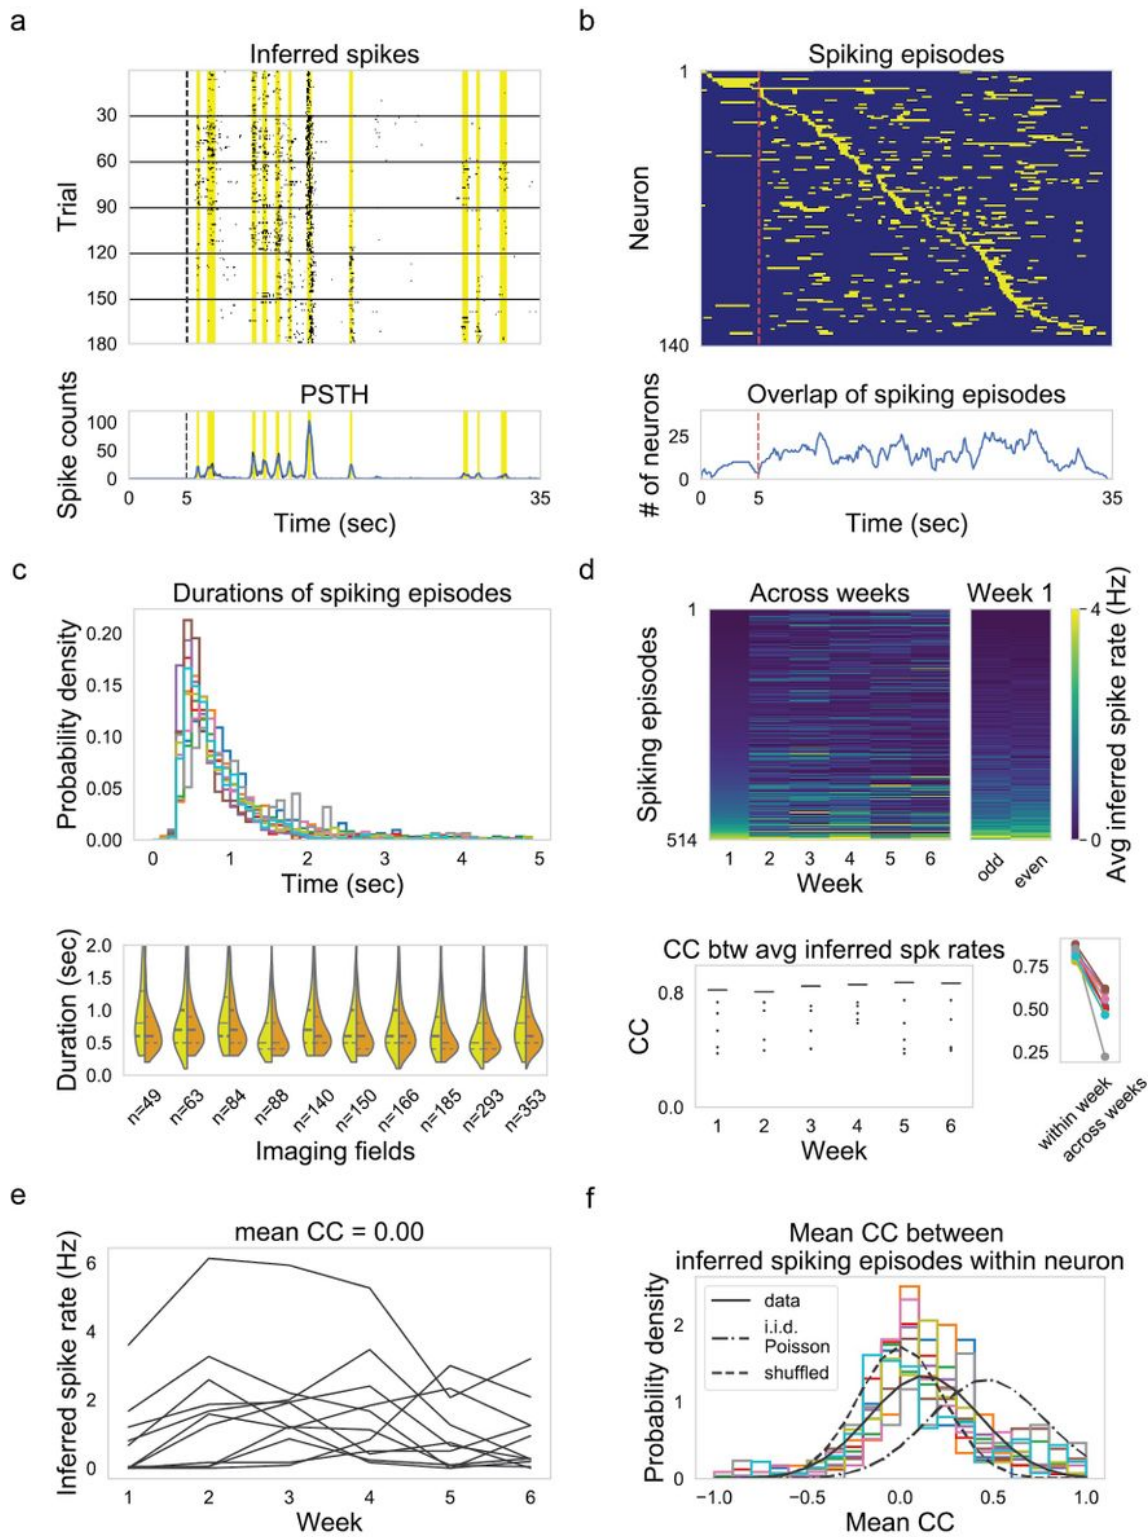 a
Inferred spikes
Trial
30
60
90
120
150
180
PSTH
Spike counts
100
50
0
0 5 35
Time (sec)
b
Spiking episodes
Neuron
1
140
Overlap of spiking episodes
# of neurons
25
0
0 5 35
Time (sec)
c
Durations of spiking episodes
Probability density
0.20
0.15
0.10
0.05
0.00
0 1 2 3 4 5
Time (sec)
Duration (sec)
2.0
1.5
1.0
0.5
0.0
n=49 n=63 n=84 n=88 n=140 n=150 n=166 n=185 n=293 n=353
Imaging fields
d
Across weeks Week 1
Spiking episodes
1
514
1 2 3 4 5 6
Week
odd even
4
0
Avg inferred spike rate (Hz)
CC btw avg inferred spk rates
CC
0.8
0.0
1 2 3 4 5 6
Week
0.75
0.50
0.25
within week
across weeks
e
mean CC = 0.00
Inferred spike rate (Hz)
6
4
2
0
1 2 3 4 5 6
Week
f
Mean CC between
inferred spiking episodes within neuron
Probability density
2
1
0
data
i.i.d.
Poisson
shuffled
−1.0 −0.5 0.0 0.5 1.0
Mean CC